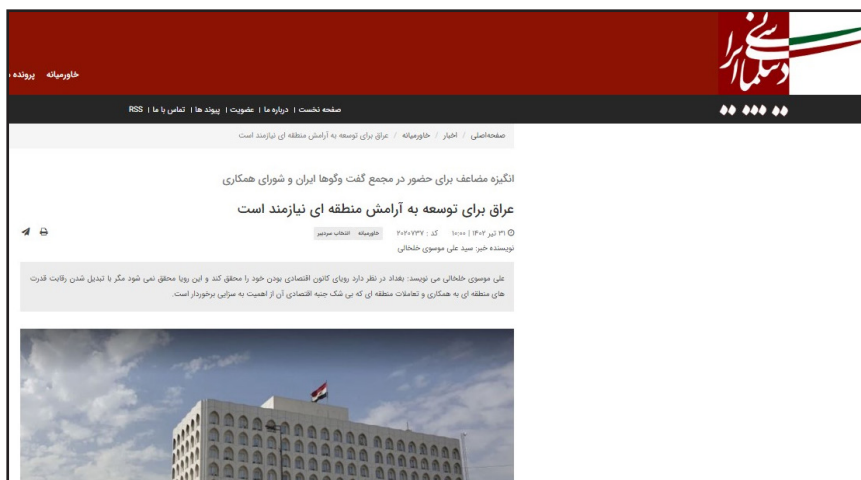 دیپلماسی ایرانی
خاورمیانه پرونده
صفحه نخست | درباره ما | عضویت | پیوند ها | تماس با ما | RSS
صفحه‌اصلی / اخبار / خاورمیانه / عراق برای توسعه به آرامش منطقه ای نیازمند است
انگیزه مضاعف برای حضور در مجمع گفت وگوها ایران و شورای همکاری
عراق برای توسعه به آرامش منطقه ای نیازمند است
۳۱ تیر ۱۴۰۲ | ۱۰:۰۰ کد : ۲۰۲۰۷۳۷ خاورمیانه انتخاب سردبیر
نویسنده خبر: سید علی موسوی خلخالی
علی موسوی خلخالی می نویسد: بغداد در نظر دارد رویای کانون اقتصادی بودن خود را محقق کند و این رویا محقق نمی شود مگر با تبدیل شدن رقابت قدرت
های منطقه ای به همکاری و تعاملات منطقه ای که بی شک جنبه اقتصادی آن از اهمیت به سزایی برخوردار است.